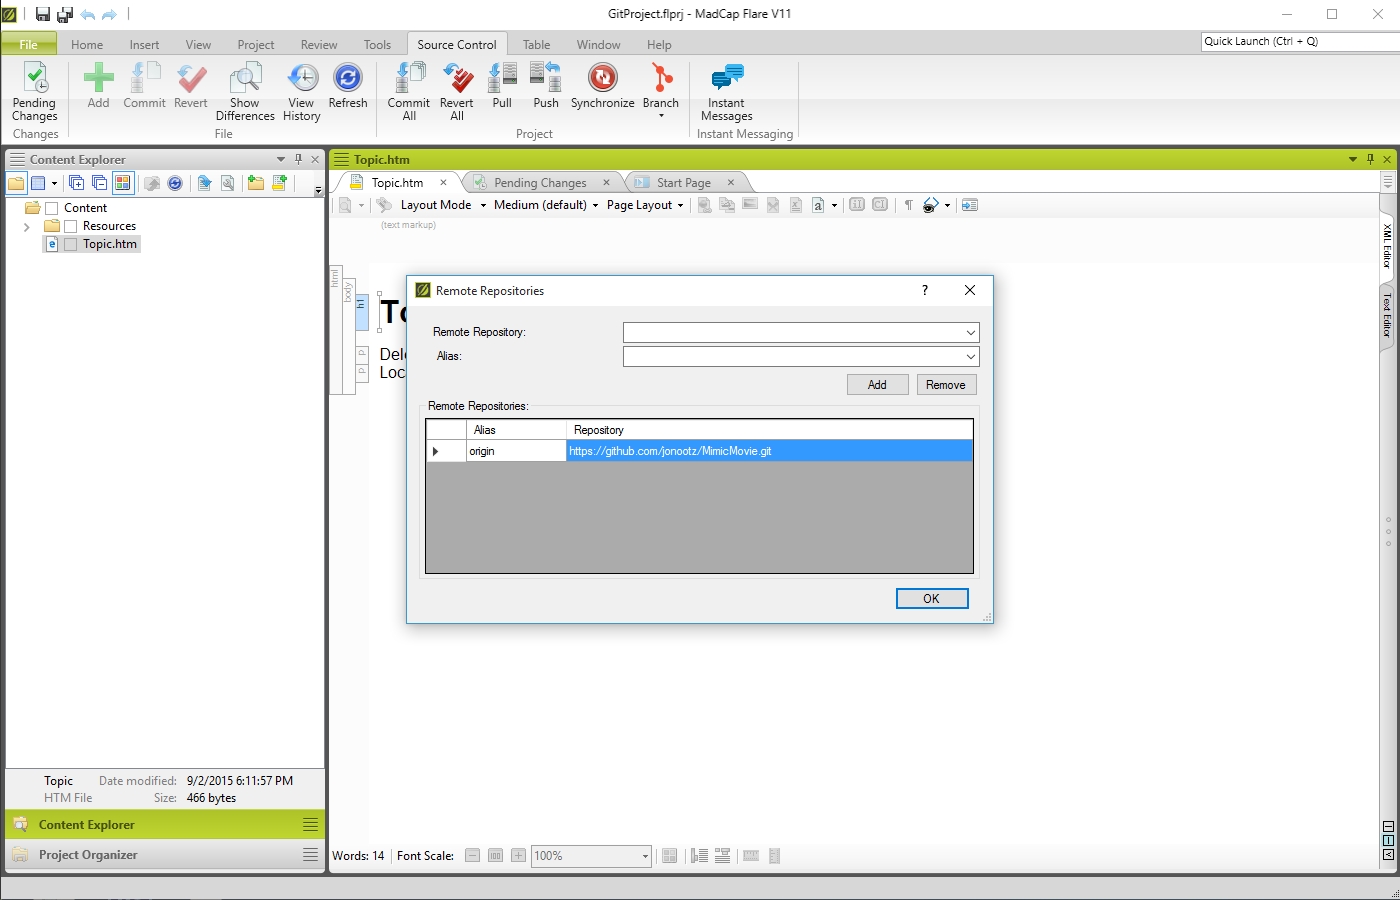 GitProject.flprj - MadCap Flare V11
File Home Insert View Project Review Tools Source Control Table Window Help
Quick Launch (Ctrl + Q)
Pending Changes
Add
Commit
Revert
Show Differences
View History
Refresh
Commit All
Revert All
Pull
Push
Synchronize
Branch
Instant Messages
Changes
File
Project
Instant Messaging
Content Explorer
Content
Resources
Topic.htm
Topic.htm
Topic.htm
Pending Changes
Start Page
Layout Mode
Medium (default)
Page Layout
(text markup)
html
body
h1
p
p
XML Editor
Text Editor
Remote Repositories
Remote Repository:
Alias:
Add
Remove
Remote Repositories:
Alias Repository
origin https://github.com/jonootz/MimicMovie.git
OK
Topic Date modified: 9/2/2015 6:11:57 PM
HTM File Size: 466 bytes
Content Explorer
Project Organizer
Words: 14 Font Scale: 100%